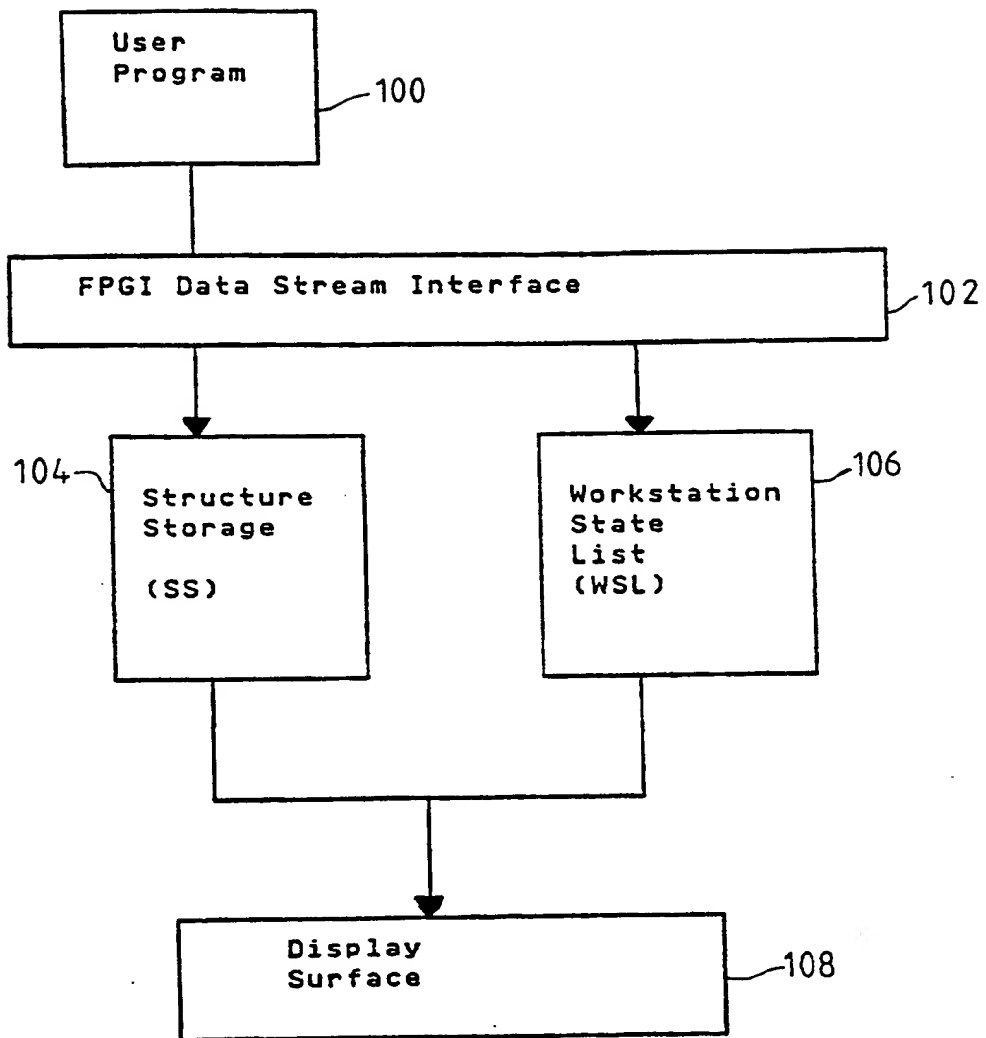 User
Program
100
FPGI Data Stream Interface
102
104
Structure
Storage
(SS)
Workstation
State
List
(WSL)
106
Display
Surface
108